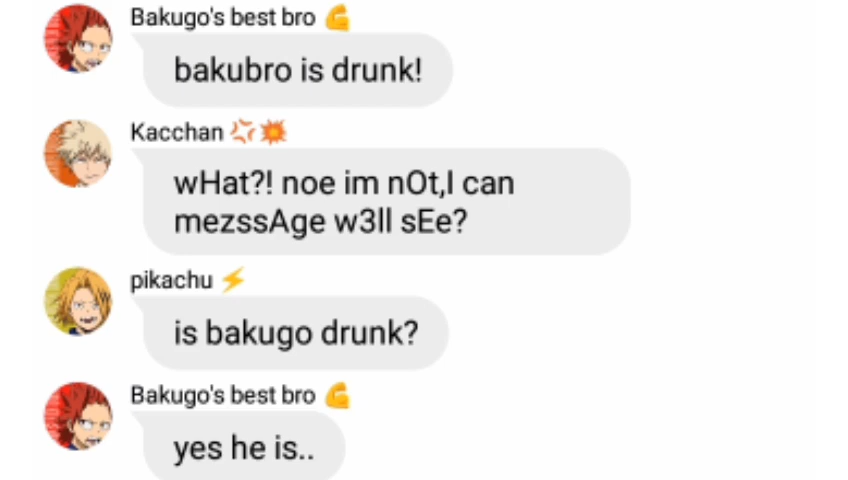 Bakugo's best bro 💪
bakubro is drunk!
Kacchan 💢💥
wHat?! noe im nOt,I can
mezssAge w3ll sEe?
pikachu ⚡
is bakugo drunk?
Bakugo's best bro 💪
yes he is..